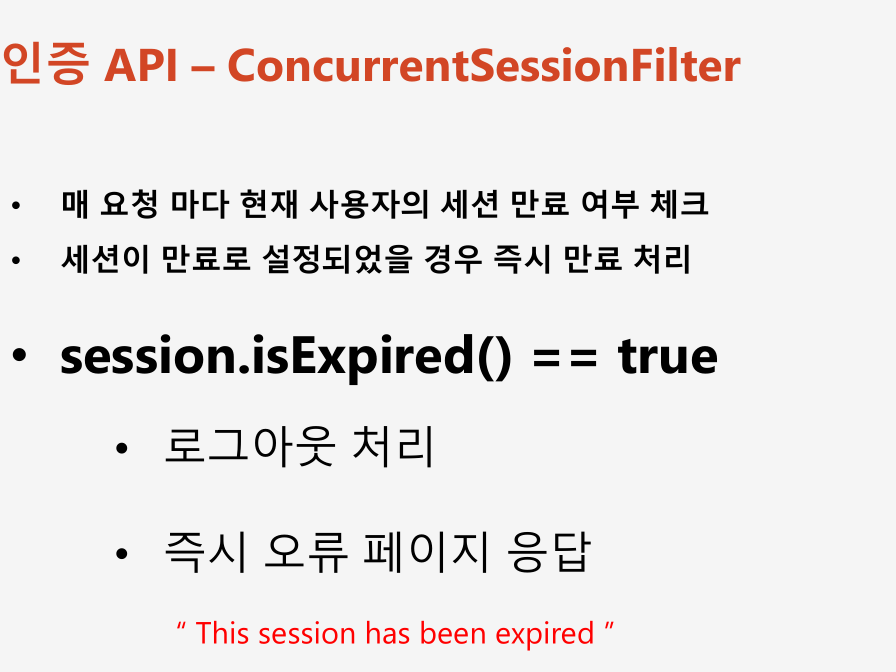 인증 API – ConcurrentSessionFilter
• 매 요청 마다 현재 사용자의 세션 만료 여부 체크
• 세션이 만료로 설정되었을 경우 즉시 만료 처리
• session.isExpired() == true
• 로그아웃 처리
• 즉시 오류 페이지 응답
“ This session has been expired ”